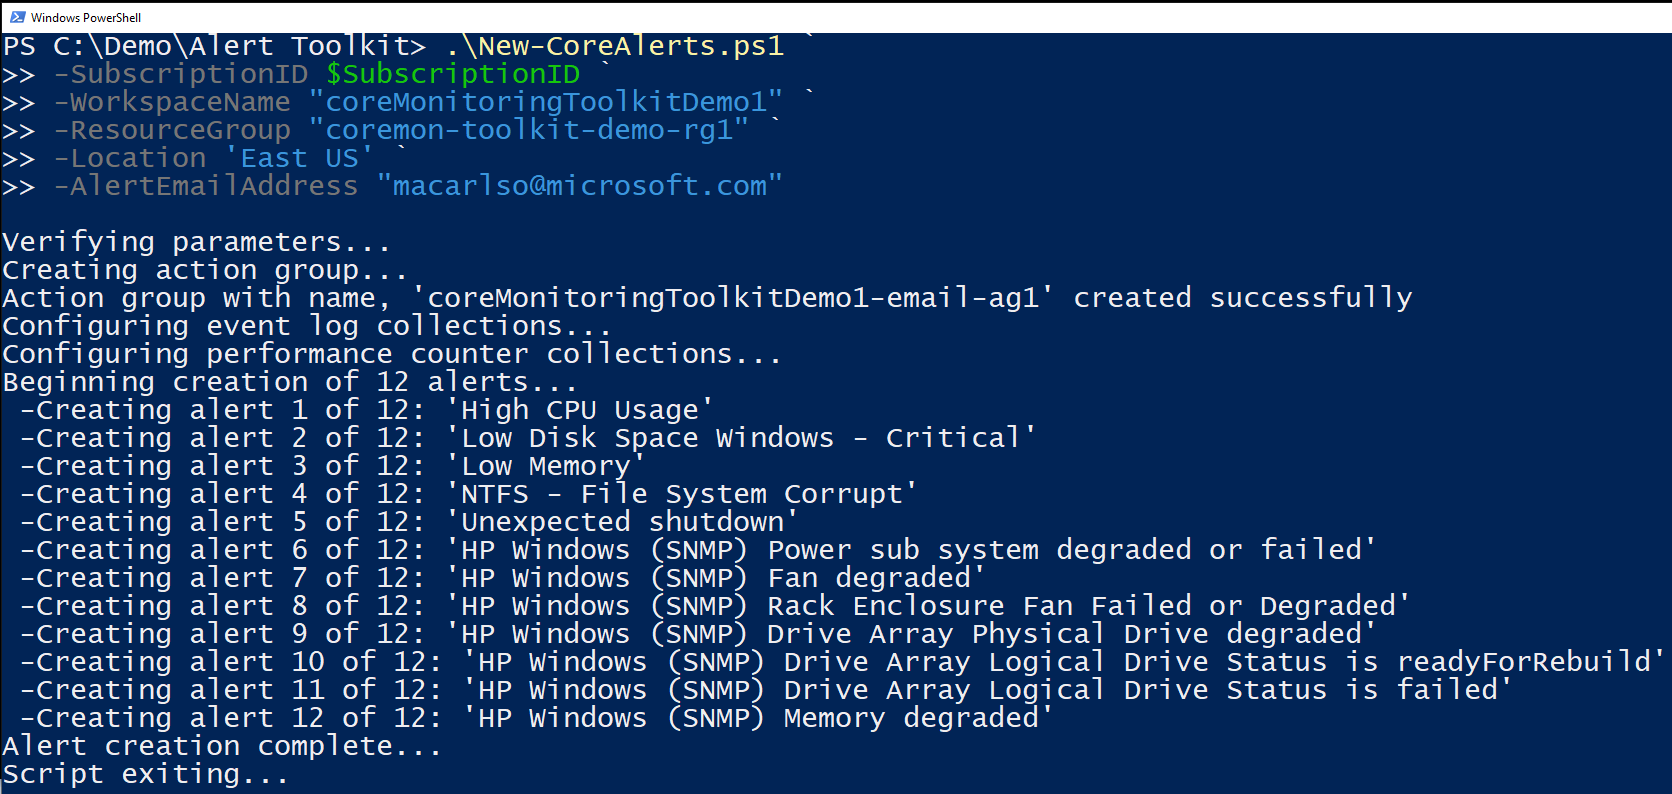 Windows PowerShell
PS C:\Demo\Alert Toolkit> .\New-CoreAlerts.ps1 `
>> -SubscriptionID $SubscriptionID `
>> -WorkspaceName "coreMonitoringToolkitDemo1" `
>> -ResourceGroup "coremon-toolkit-demo-rg1" `
>> -Location 'East US' `
>> -AlertEmailAddress "macarlso@microsoft.com"
Verifying parameters...
Creating action group...
Action group with name, 'coreMonitoringToolkitDemo1-email-ag1' created successfully
Configuring event log collections...
Configuring performance counter collections...
Beginning creation of 12 alerts...
 -Creating alert 1 of 12: 'High CPU Usage'
 -Creating alert 2 of 12: 'Low Disk Space Windows - Critical'
 -Creating alert 3 of 12: 'Low Memory'
 -Creating alert 4 of 12: 'NTFS - File System Corrupt'
 -Creating alert 5 of 12: 'Unexpected shutdown'
 -Creating alert 6 of 12: 'HP Windows (SNMP) Power sub system degraded or failed'
 -Creating alert 7 of 12: 'HP Windows (SNMP) Fan degraded'
 -Creating alert 8 of 12: 'HP Windows (SNMP) Rack Enclosure Fan Failed or Degraded'
 -Creating alert 9 of 12: 'HP Windows (SNMP) Drive Array Physical Drive degraded'
 -Creating alert 10 of 12: 'HP Windows (SNMP) Drive Array Logical Drive Status is readyForRebuild'
 -Creating alert 11 of 12: 'HP Windows (SNMP) Drive Array Logical Drive Status is failed'
 -Creating alert 12 of 12: 'HP Windows (SNMP) Memory degraded'
Alert creation complete...
Script exiting...